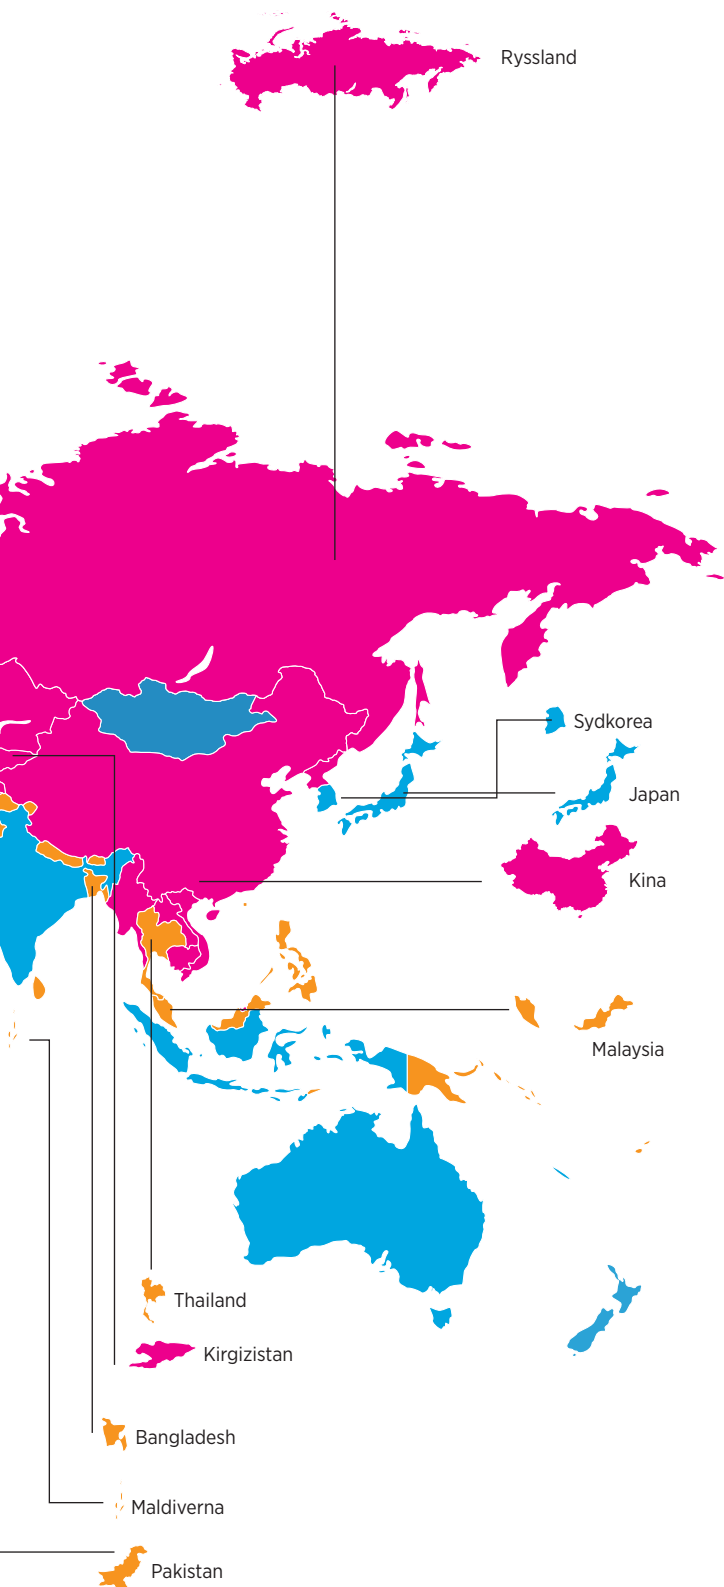 Ryssland
Sydkorea
Japan
Kina
Malaysia
Thailand
Kirgizistan
Bangladesh
Maldiverna
Pakistan